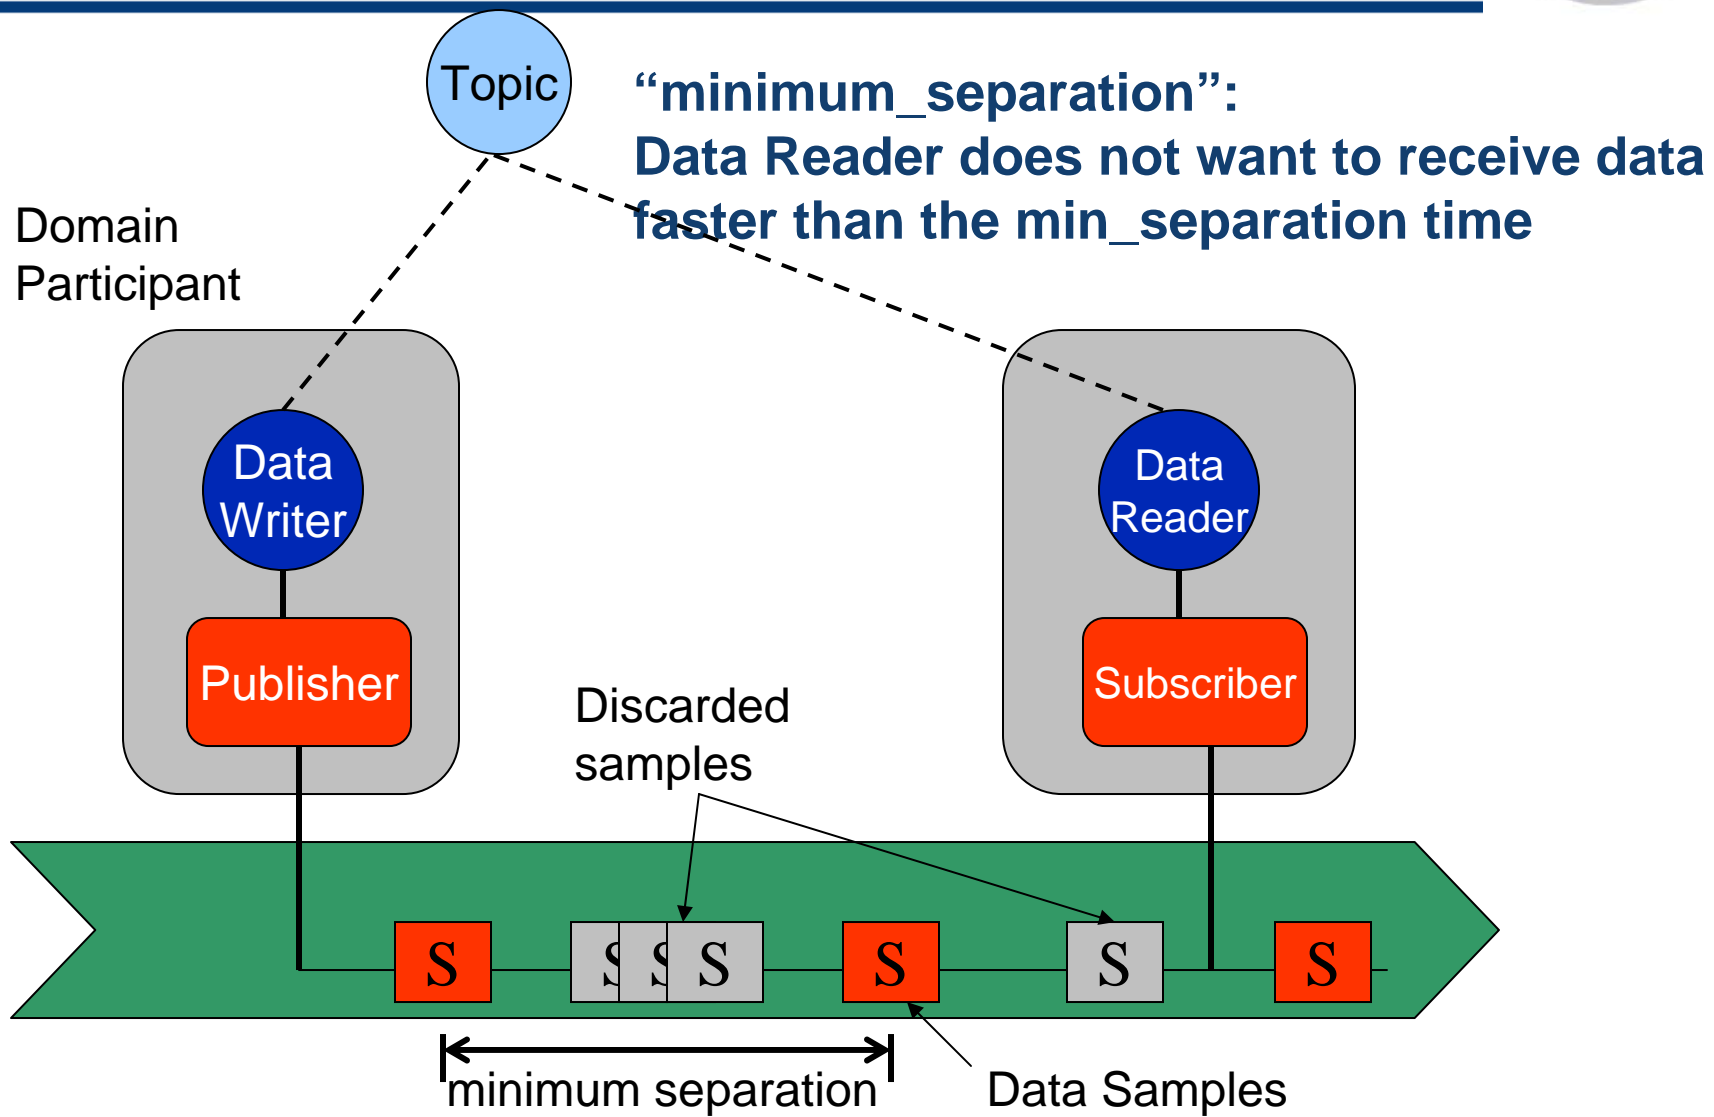 Topic
“minimum_separation”:
Data Reader does not want to receive data
faster than the min_separation time
Domain
Participant
Data
Writer
Data
Reader
Publisher
Subscriber
Discarded
samples
S
S
S
S
S
S
S
minimum separation
Data Samples